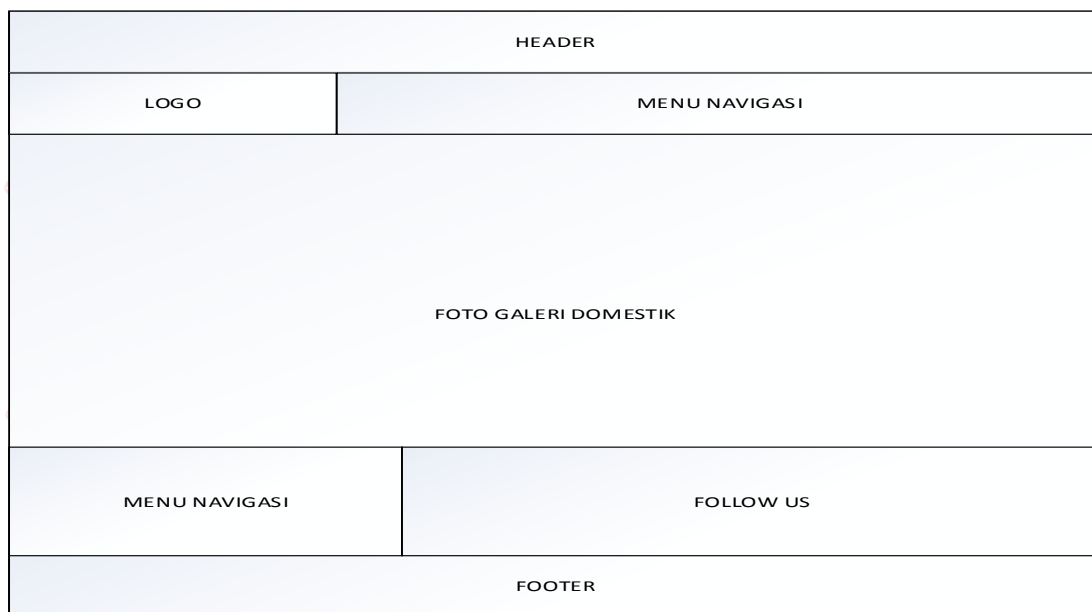 HEADER
LOGO
MENU NAVIGASI
FOTO GALERI DOMESTIK
MENU NAVIGASI
FOLLOW US
FOOTER